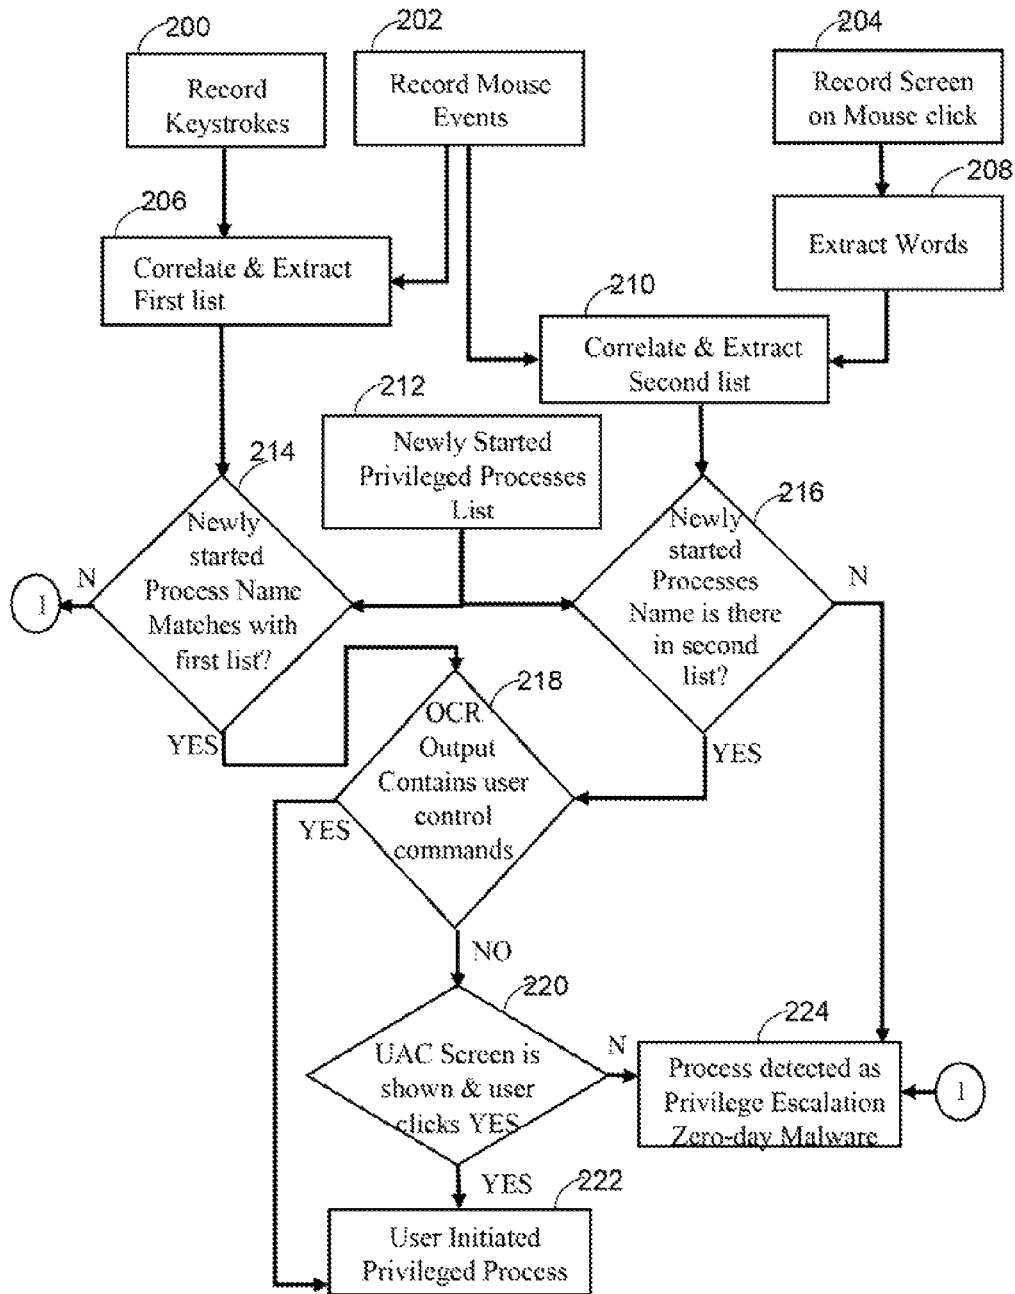 200
Record
Keystrokes
202
Record Mouse
Events
204
Record Screen
on Mouse click
206
Correlate & Extract
First list
208
Extract Words
210
Correlate & Extract
Second list
212
Newly Started
Privileged Processes
List
214
Newly
started
Process Name
Matches with
first list?
N
1
YES
216
Newly
started
Processes
Name is there
in second
list?
N
YES
218
OCR
Output
Contains user
control
commands
YES
NO
220
UAC Screen is
shown & user
clicks YES
N
YES
224
Process detected as
Privilege Escalation
Zero-day Malware
1
222
User Initiated
Privileged Process